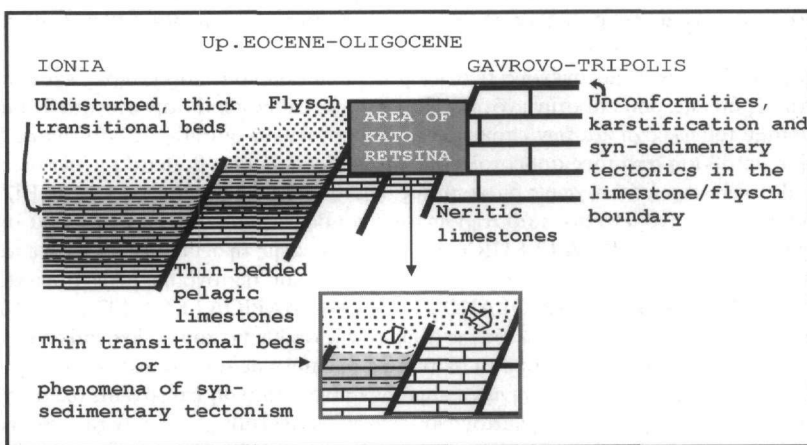 Up.EOCENE-OLIGOCENE
IONIA
GAVROVO-TRIPOLIS
Undisturbed, thick
transitional beds
Flysch
AREA OF
KATO
RETSINA
Unconformities,
karstification and
syn-sedimentary
tectonics in the
limestone/flysch
boundary
Neritic
limestones
Thin-bedded
pelagic
limestones
Thin transitional beds
or
phenomena of syn-
sedimentary tectonism